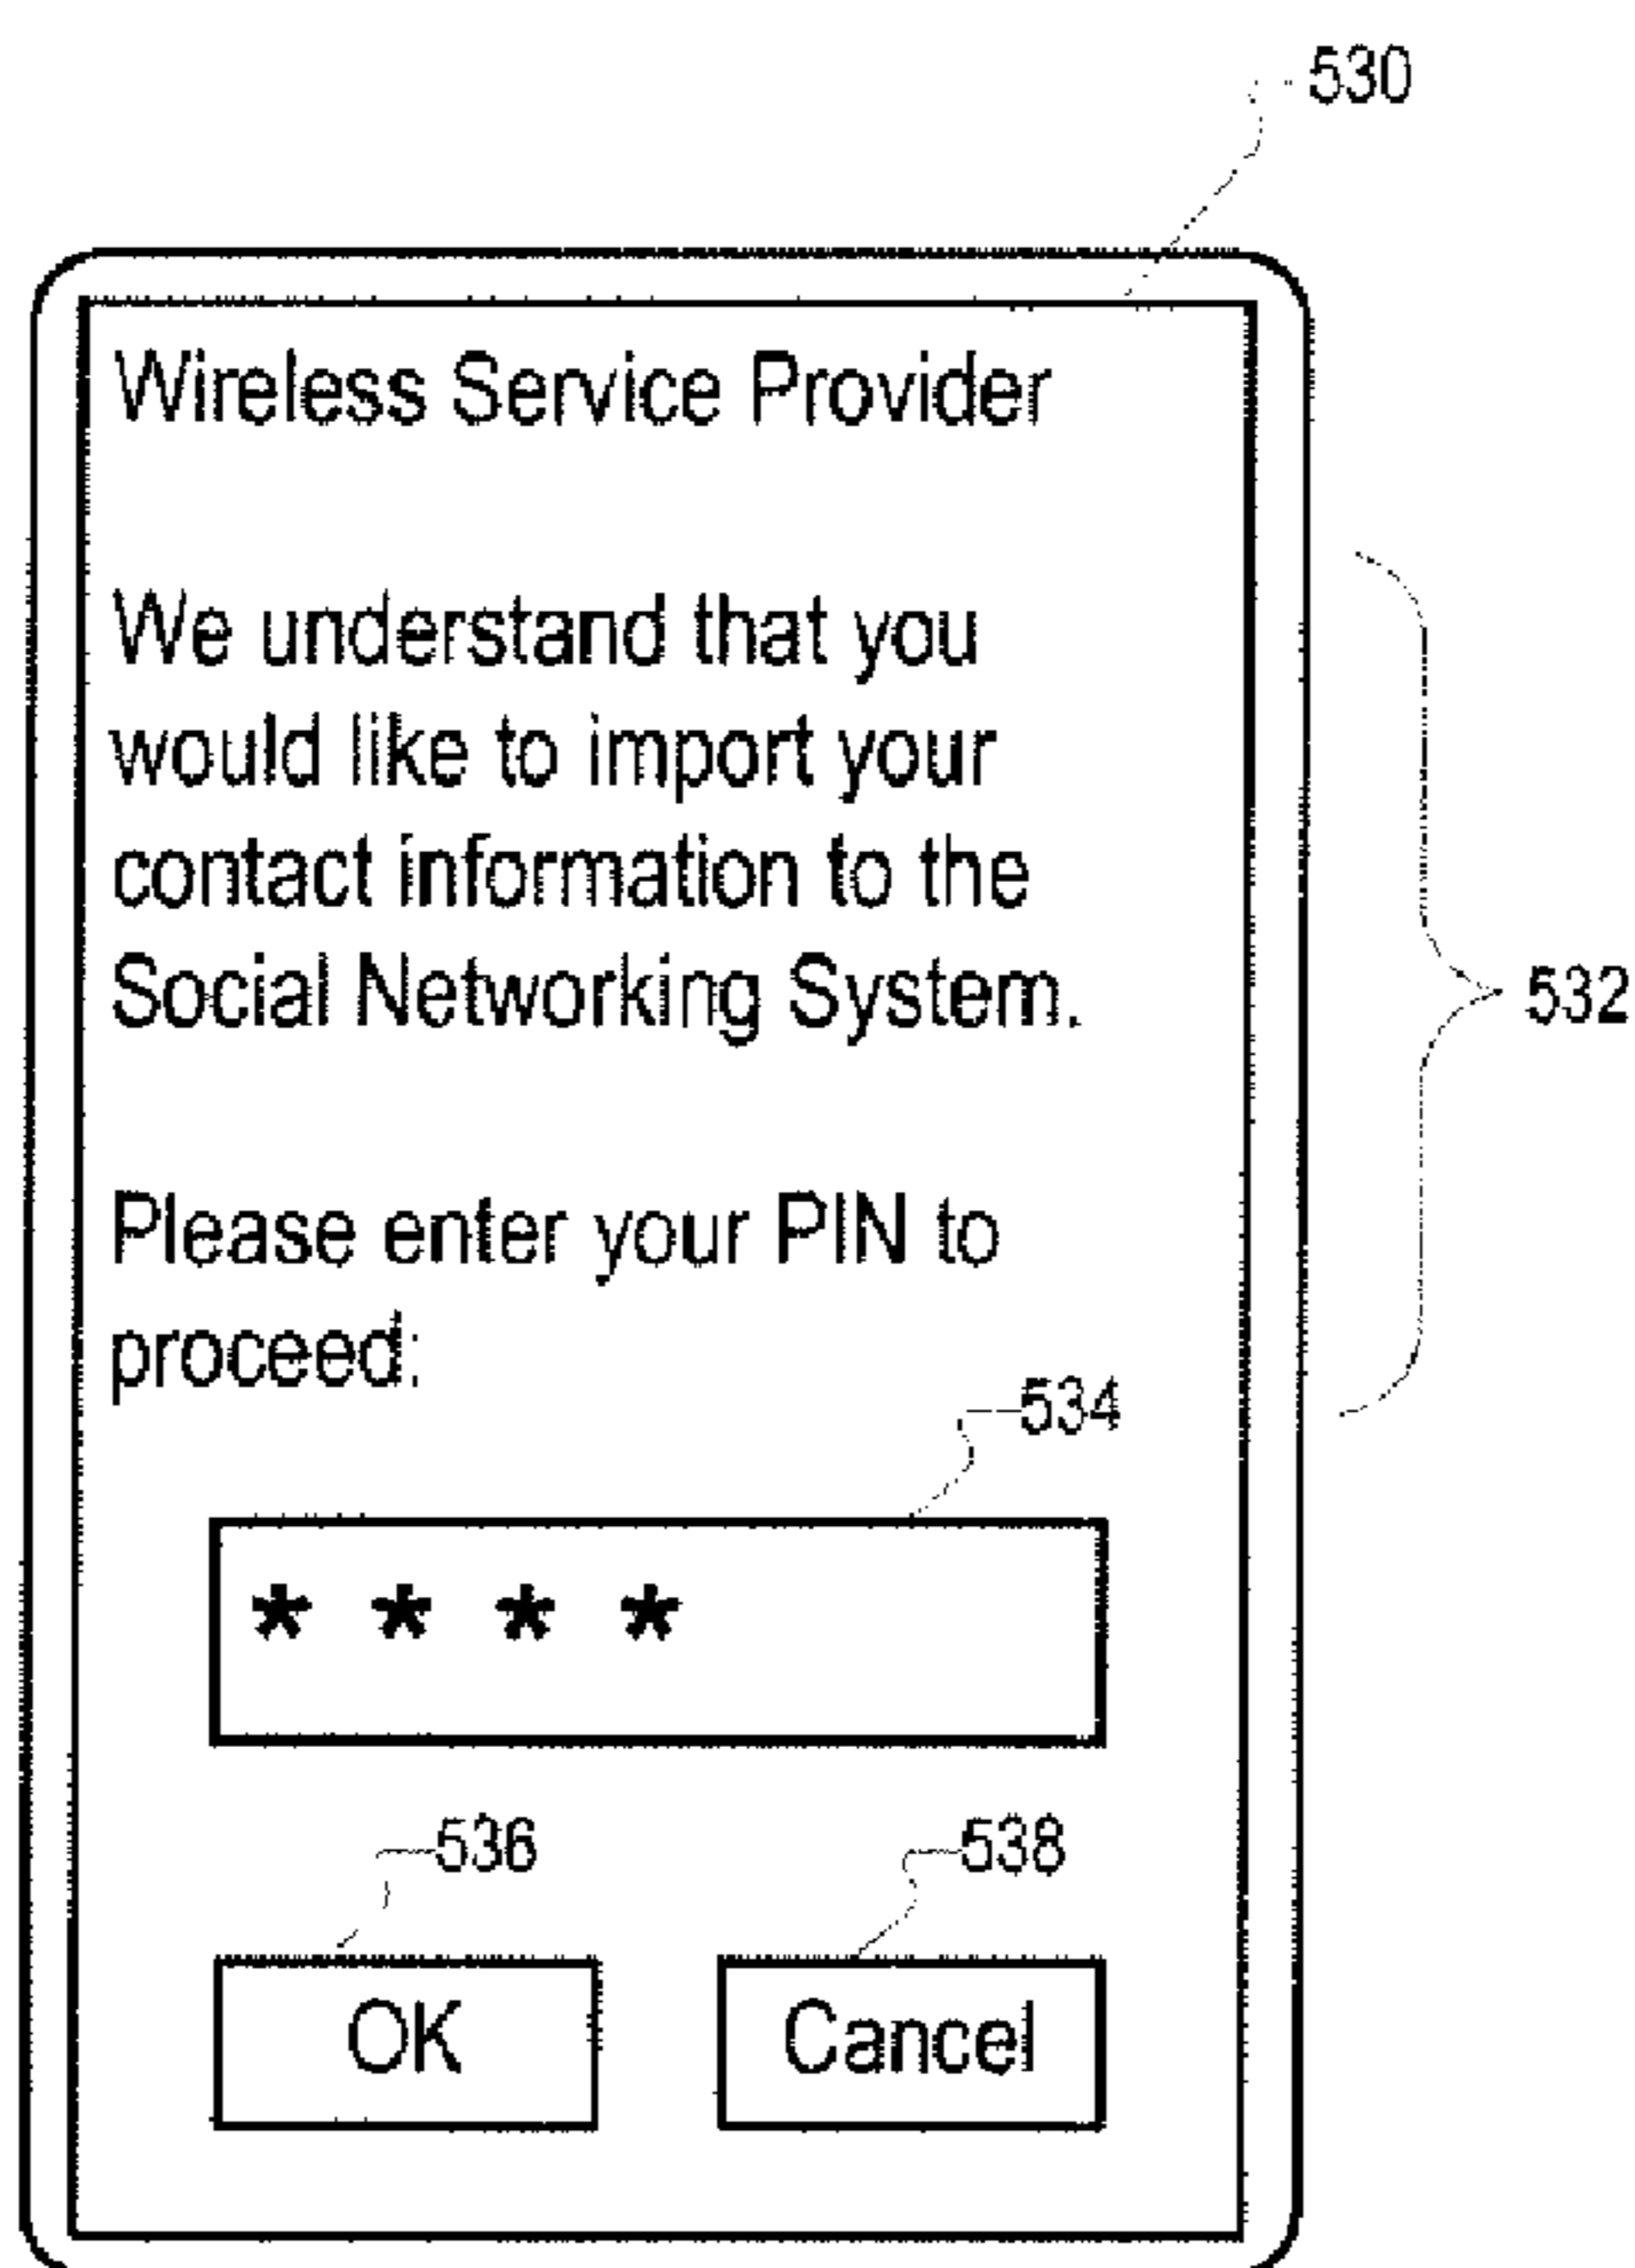 530
Wireless Service Provider
We understand that you
would like to import your
contact information to the
Social Networking System.
532
Please enter your PIN to
proceed:
534
* * * *
536 538
OK Cancel